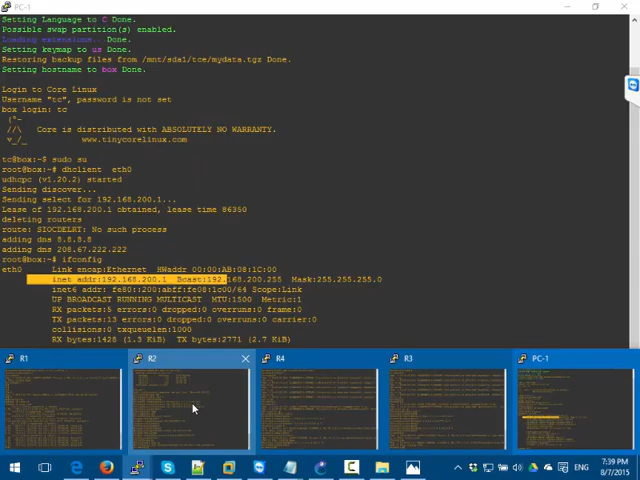 PC-1
Setting Language to C Done.
Possible swap partition(s) enabled.
Loading extensions... Done.
Setting keymap to us Done.
Restoring backup files from /mnt/sda1/tce/mydata.tgz Done.
Setting hostname to box Done.
Login to Core Linux
Username "tc", password is not set
box login: tc
('-
//\ Core is distributed with ABSOLUTELY NO WARRANTY.
v_/_ www.tinycorelinux.com
tc@box:~$ sudo su
root@box:~# dhclient eth0
udhcpc (v1.20.2) started
Sending discover...
Sending select for 192.168.200.1...
Lease of 192.168.200.1 obtained, lease time 86350
deleting routers
route: SIOCDELRT: No such process
adding dns 8.8.8.8
adding dns 208.67.222.222
root@box:~# ifconfig
eth0 Link encap:Ethernet HWaddr 00:00:AB:08:1C:00
inet addr:192.168.200.1 Bcast:192.168.200.255 Mask:255.255.255.0
inet6 addr: fe80::200:abff:fe08:1c00/64 Scope:Link
UP BROADCAST RUNNING MULTICAST MTU:1500 Metric:1
RX packets:5 errors:0 dropped:0 overruns:0 frame:0
TX packets:13 errors:0 dropped:0 overruns:0 carrier:0
collisions:0 txqueuelen:1000
RX bytes:1428 (1.3 KiB) TX bytes:2771 (2.7 KiB)
R1
R2
R4
R3
PC-1
ENG
7:39 PM
8/7/2015